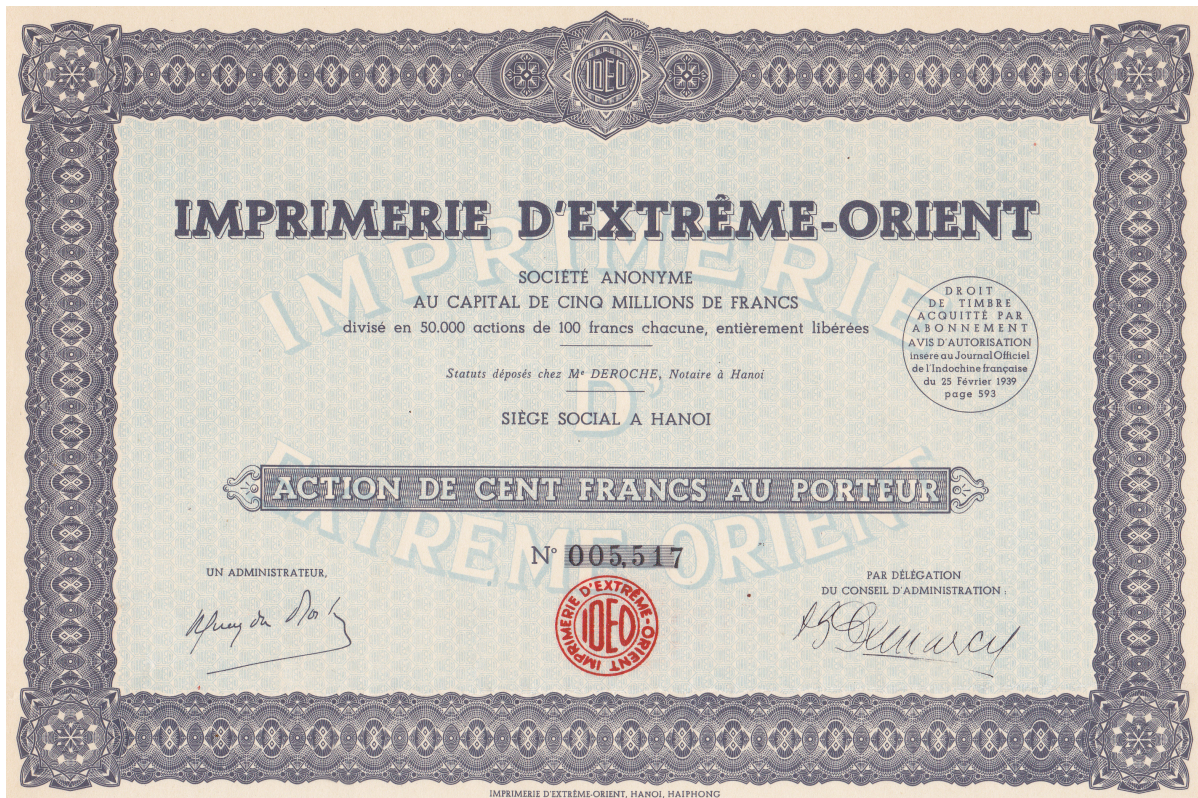 IDEO
IMPRIMERIE D'EXTRÊME-ORIENT
IMPRIMERIE
D'
EXTREME-ORIENT
SOCIÉTÉ ANONYME
AU CAPITAL DE CINQ MILLIONS DE FRANCS
divisé en 50.000 actions de 100 francs chacune, entièrement libérées
Statuts déposés chez Mᵉ DEROCHE, Notaire à Hanoi
SIÈGE SOCIAL A HANOI
DROIT
DE TIMBRE
ACQUITTÉ PAR
ABONNEMENT
AVIS D'AUTORISATION
inséré au Journal Officiel
de l'Indochine française
du 25 Février 1939
page 593
ACTION DE CENT FRANCS AU PORTEUR
Nº 005,517
UN ADMINISTRATEUR,
PAR DÉLÉGATION
DU CONSEIL D'ADMINISTRATION :
IMPRIMERIE D'EXTRÊME-ORIENT
IDEO
IMPRIMERIE D'EXTRÊME-ORIENT, HANOI, HAIPHONG